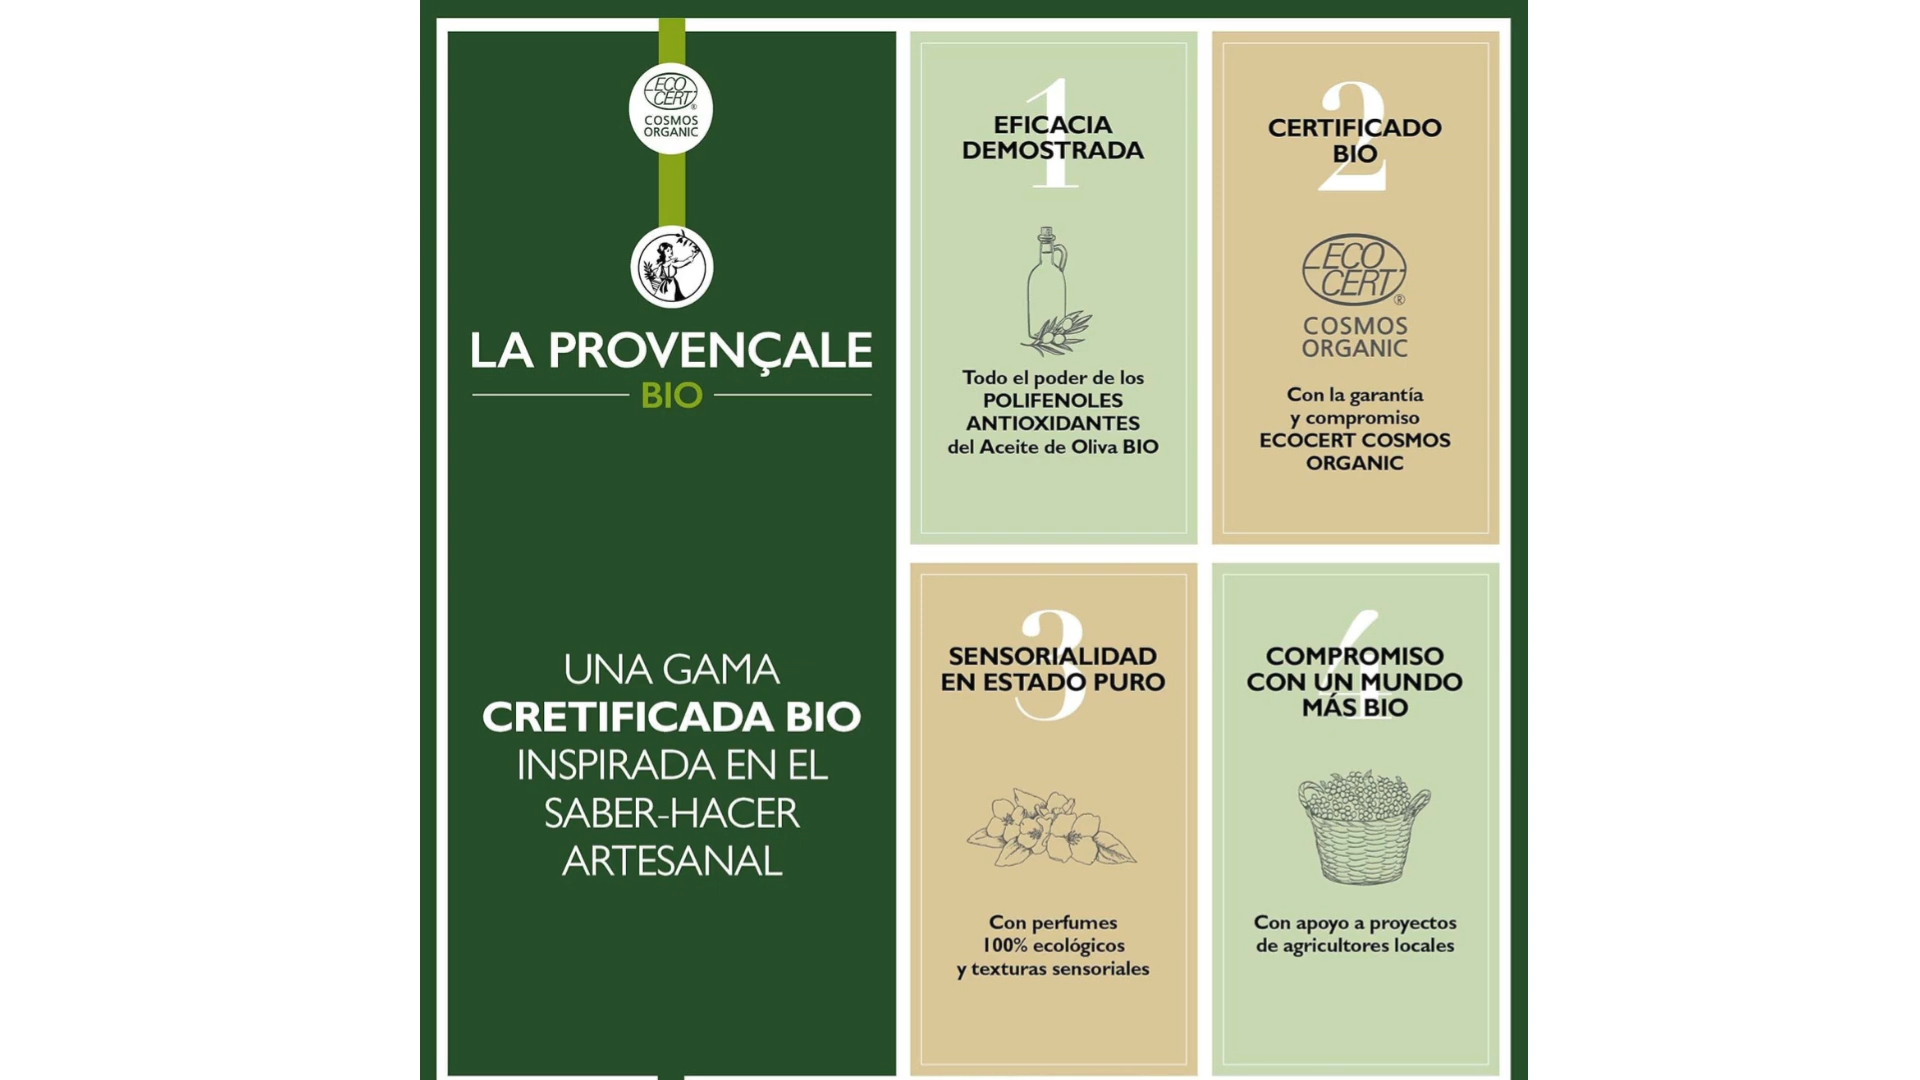 ECO
CERT
®
COSMOS
ORGANIC
LA PROVENÇALE
BIO
UNA GAMA
CRETIFICADA BIO
INSPIRADA EN EL
SABER-HACER
ARTESANAL
1
EFICACIA
DEMOSTRADA
Todo el poder de los
POLIFENOLES
ANTIOXIDANTES
del Aceite de Oliva BIO
2
CERTIFICADO
BIO
ECO
CERT
®
COSMOS
ORGANIC
Con la garantía
y compromiso
ECOCERT COSMOS
ORGANIC
3
SENSORIALIDAD
EN ESTADO PURO
Con perfumes
100% ecológicos
y texturas sensoriales
4
COMPROMISO
CON UN MUNDO
MÁS BIO
Con apoyo a proyectos
de agricultores locales